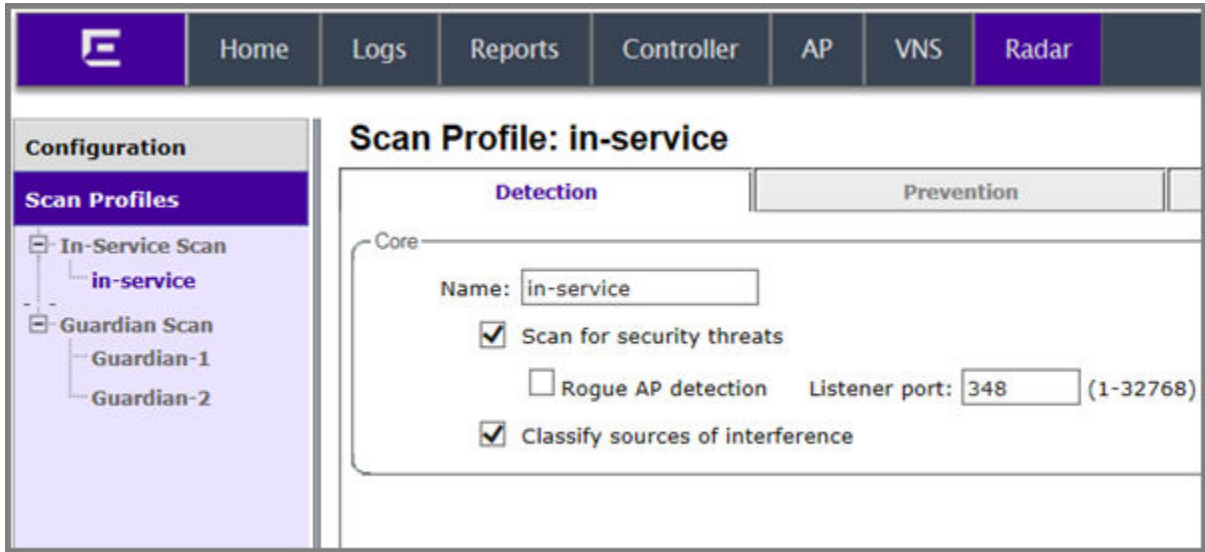 Home Logs Reports Controller AP VNS Radar
Configuration
Scan Profiles
In-Service Scan
in-service
Guardian Scan
Guardian-1
Guardian-2
Scan Profile: in-service
Detection Prevention
Core
Name: in-service
Scan for security threats
Rogue AP detection Listener port: 348 (1-32768)
Classify sources of interference